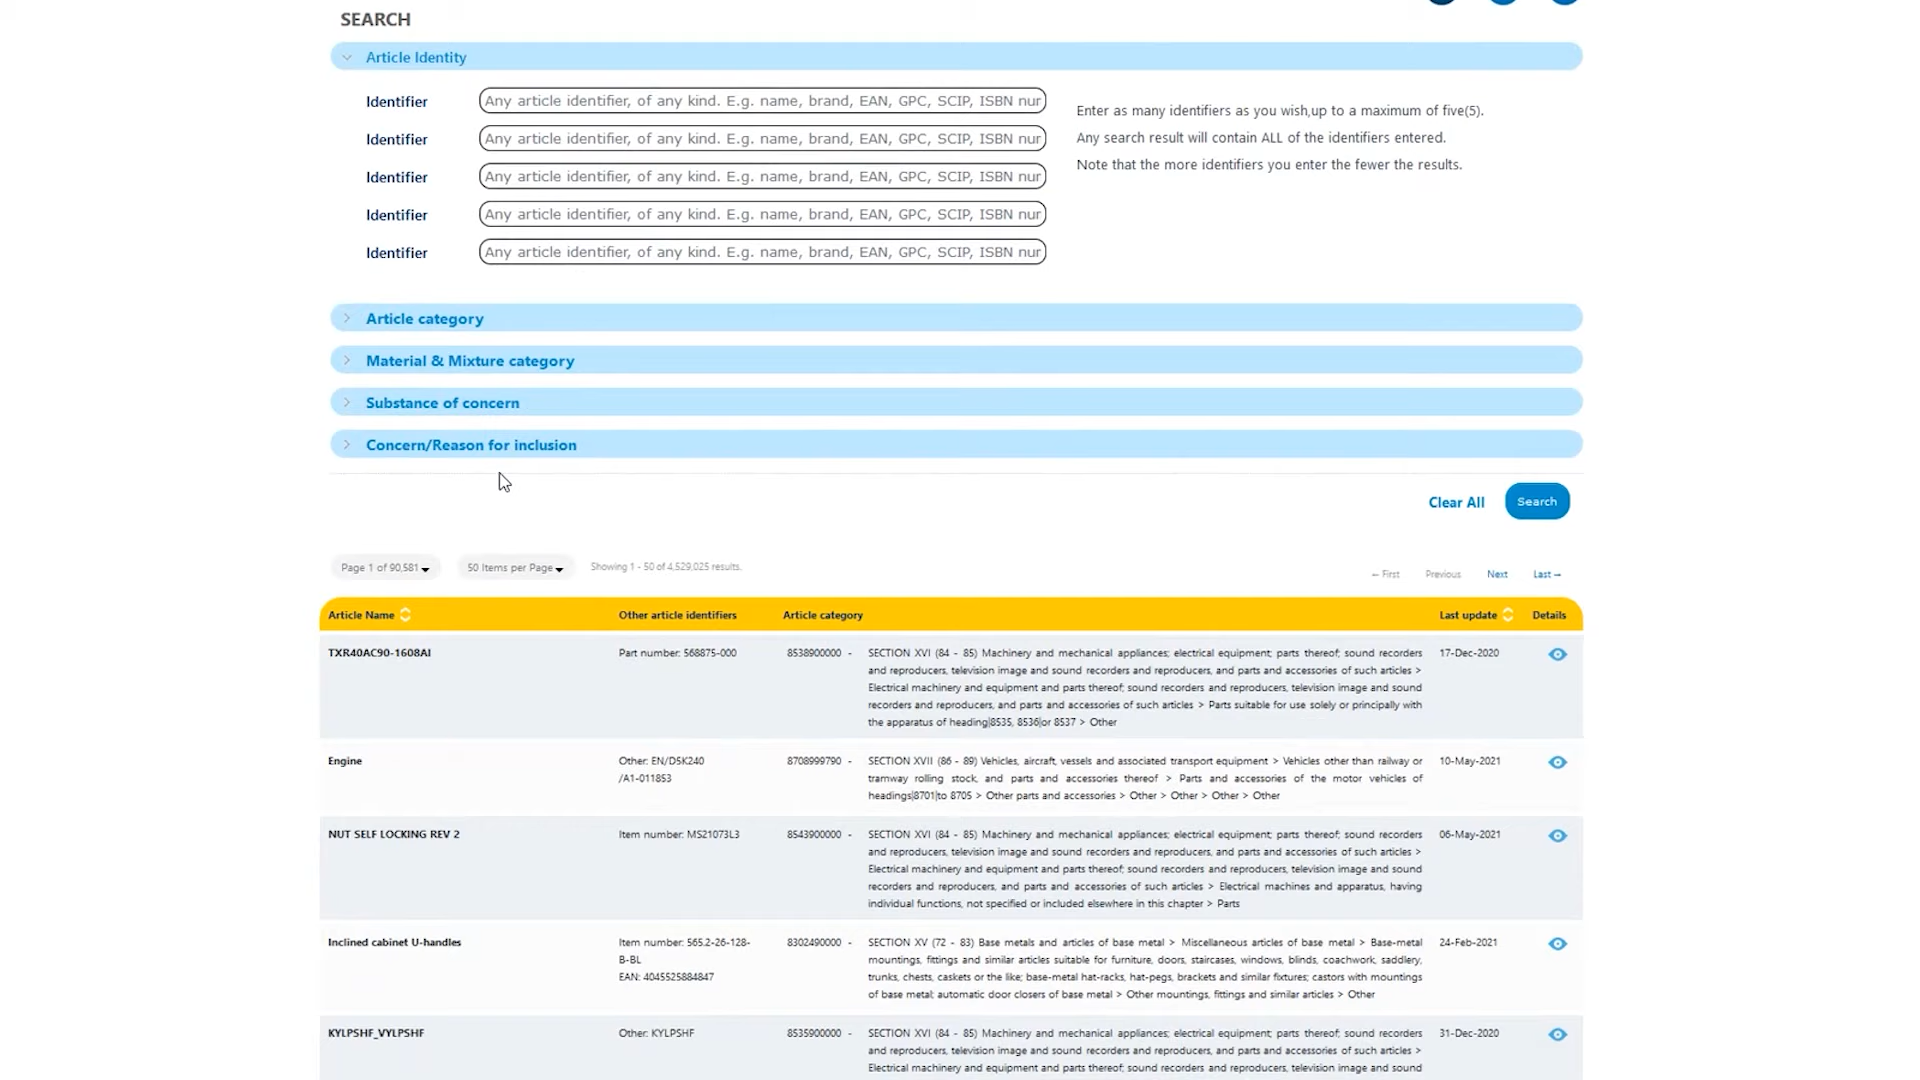 SEARCH
Article Identity
Identifier Any article identifier, of any kind. E.g. name, brand, EAN, GPC, SCIP, ISBN nur
Enter as many identifiers as you wish,up to a maximum of five(5).
Identifier Any article identifier, of any kind. E.g. name, brand, EAN, GPC, SCIP, ISBN nur
Any search result will contain ALL of the identifiers entered.
Identifier Any article identifier, of any kind. E.g. name, brand, EAN, GPC, SCIP, ISBN nur
Note that the more identifiers you enter the fewer the results.
Identifier Any article identifier, of any kind. E.g. name, brand, EAN, GPC, SCIP, ISBN nur
Identifier Any article identifier, of any kind. E.g. name, brand, EAN, GPC, SCIP, ISBN nur
Article category
Material & Mixture category
Substance of concern
Concern/Reason for inclusion
Clear All Search
Page 1 of 90,581 50 Items per Page Showing 1 - 50 of 4,529,025 results. ← First Previous Next Last →
Article Name Other article identifiers Article category Last update Details
TXR40AC90-1608AI Part number: 568875-000 8538900000 - SECTION XVI (84 - 85) Machinery and mechanical appliances; electrical equipment; parts thereof; sound recorders 17-Dec-2020
and reproducers, television image and sound recorders and reproducers, and parts and accessories of such articles >
Electrical machinery and equipment and parts thereof; sound recorders and reproducers, television image and sound
recorders and reproducers, and parts and accessories of such articles > Parts suitable for use solely or principally with
the apparatus of heading|8535, 8536|or 8537 > Other
Engine Other: EN/D5K240 8708999790 - SECTION XVII (86 - 89) Vehicles, aircraft, vessels and associated transport equipment > Vehicles other than railway or 10-May-2021
/A1-011853 tramway rolling stock, and parts and accessories thereof > Parts and accessories of the motor vehicles of
headings|8701|to 8705 > Other parts and accessories > Other > Other > Other > Other
NUT SELF LOCKING REV 2 Item number: MS21073L3 8543900000 - SECTION XVI (84 - 85) Machinery and mechanical appliances; electrical equipment; parts thereof; sound recorders 06-May-2021
and reproducers, television image and sound recorders and reproducers, and parts and accessories of such articles >
Electrical machinery and equipment and parts thereof; sound recorders and reproducers, television image and sound
recorders and reproducers, and parts and accessories of such articles > Electrical machines and apparatus, having
individual functions, not specified or included elsewhere in this chapter > Parts
Inclined cabinet U-handles Item number: 565.2-26-128- 8302490000 - SECTION XV (72 - 83) Base metals and articles of base metal > Miscellaneous articles of base metal > Base-metal 24-Feb-2021
B-BL mountings, fittings and similar articles suitable for furniture, doors, staircases, windows, blinds, coachwork, saddlery,
EAN: 4045525884847 trunks, chests, caskets or the like; base-metal hat-racks, hat-pegs, brackets and similar fixtures; castors with mountings
of base metal; automatic door closers of base metal > Other mountings, fittings and similar articles > Other
KYLPSHF_VYLPSHF Other: KYLPSHF 8535900000 - SECTION XVI (84 - 85) Machinery and mechanical appliances; electrical equipment; parts thereof; sound recorders 31-Dec-2020
and reproducers, television image and sound recorders and reproducers, and parts and accessories of such articles >
Electrical machinery and equipment and parts thereof; sound recorders and reproducers, television image and sound